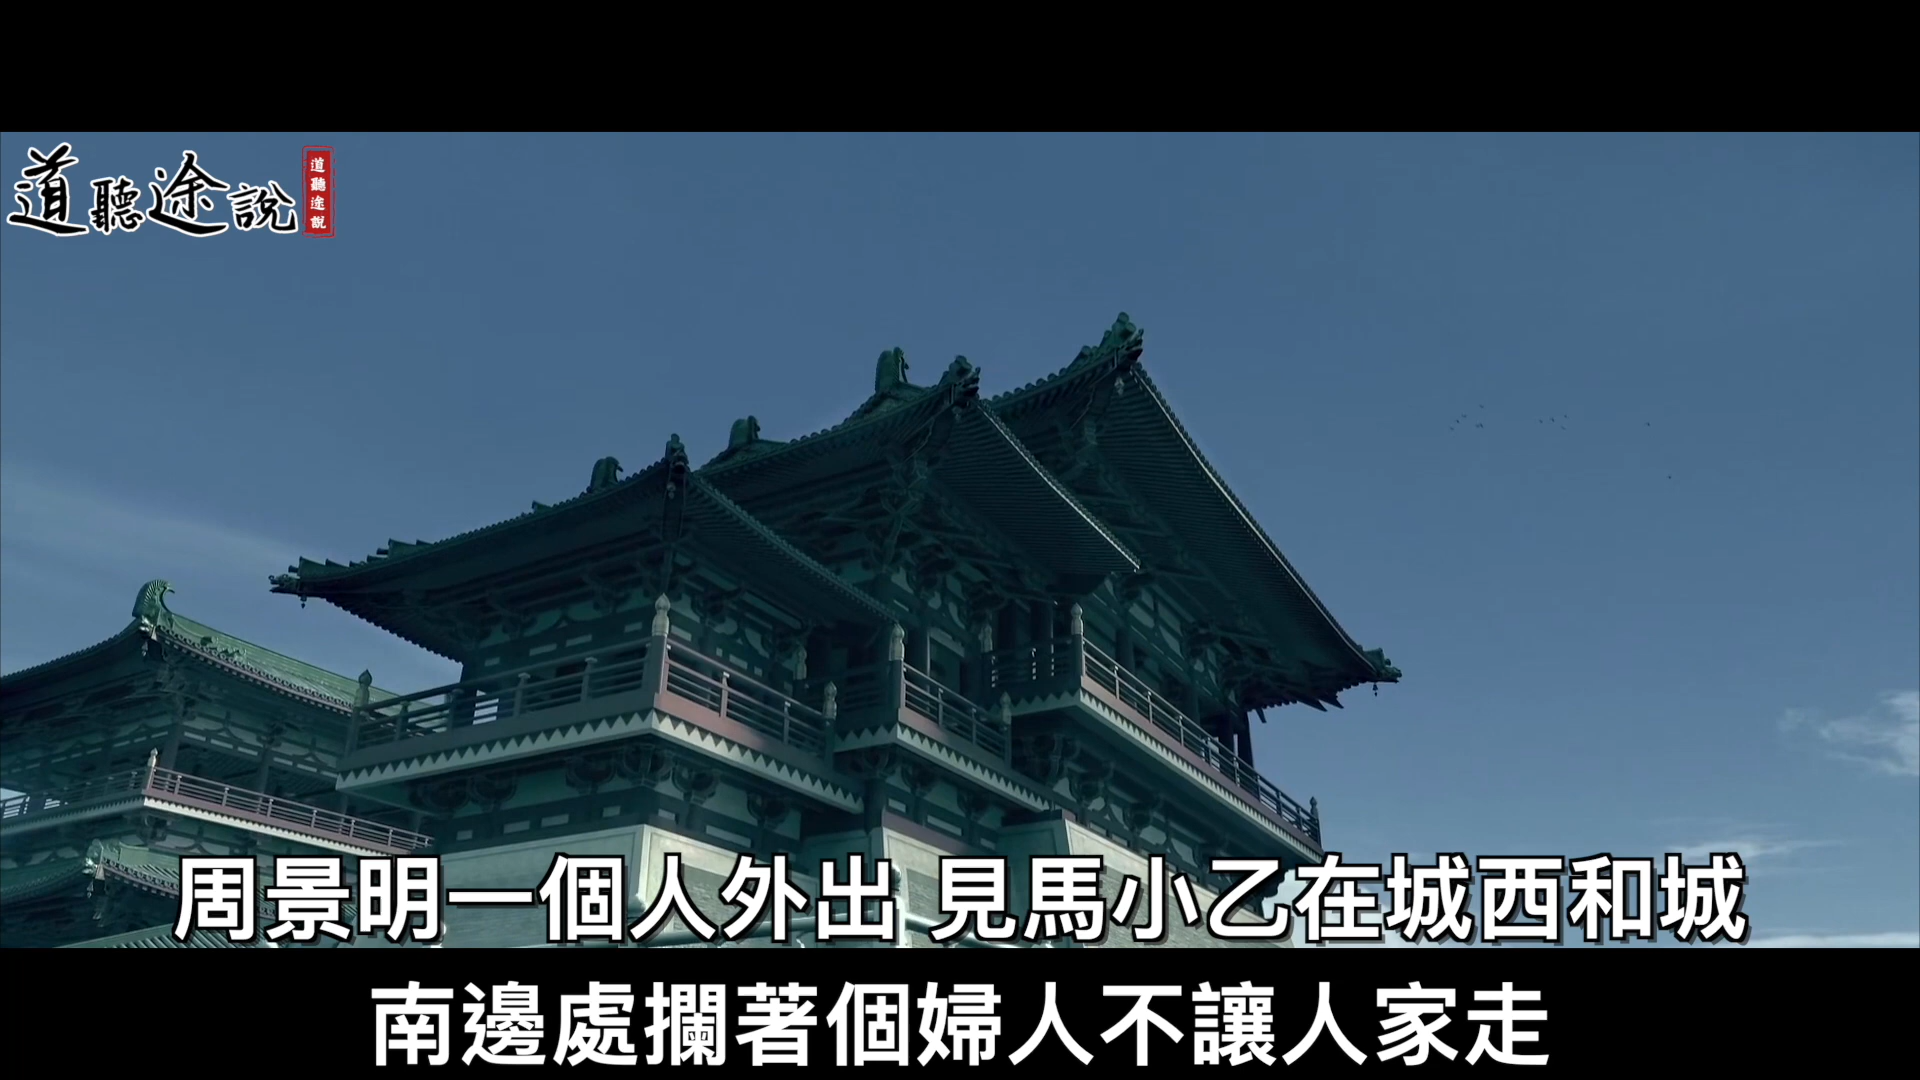 道聽途說
道聽途說
周景明一個人外出 見馬小乙在城西和城
南邊處攔著個婦人不讓人家走